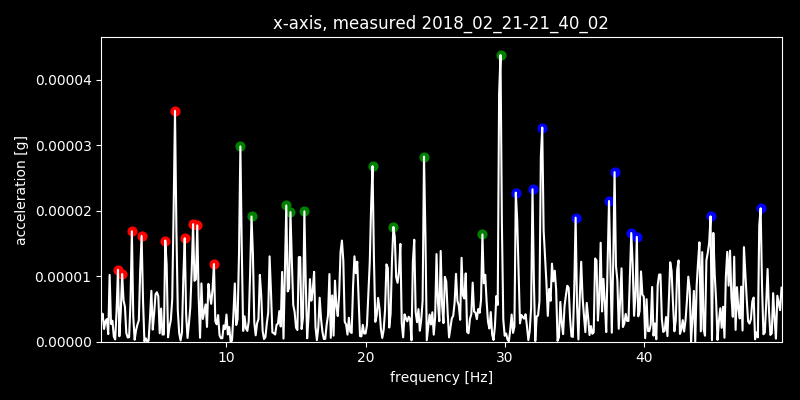 x-axis, measured 2018_02_21-21_40_02
0.00004
0.00003
0.00002
0.00001
0.00000
acceleration [g]
10 20 30 40
frequency [Hz]